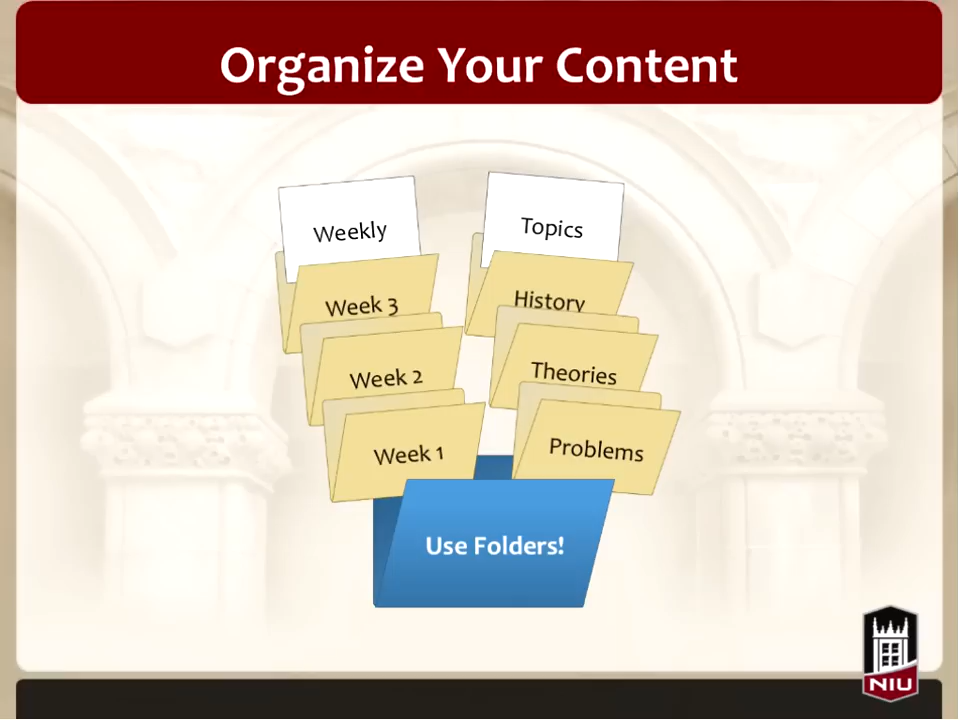 Organize Your Content
Weekly
Week 3
Week 2
Week 1
Topics
History
Theories
Problems
Use Folders!
NIU